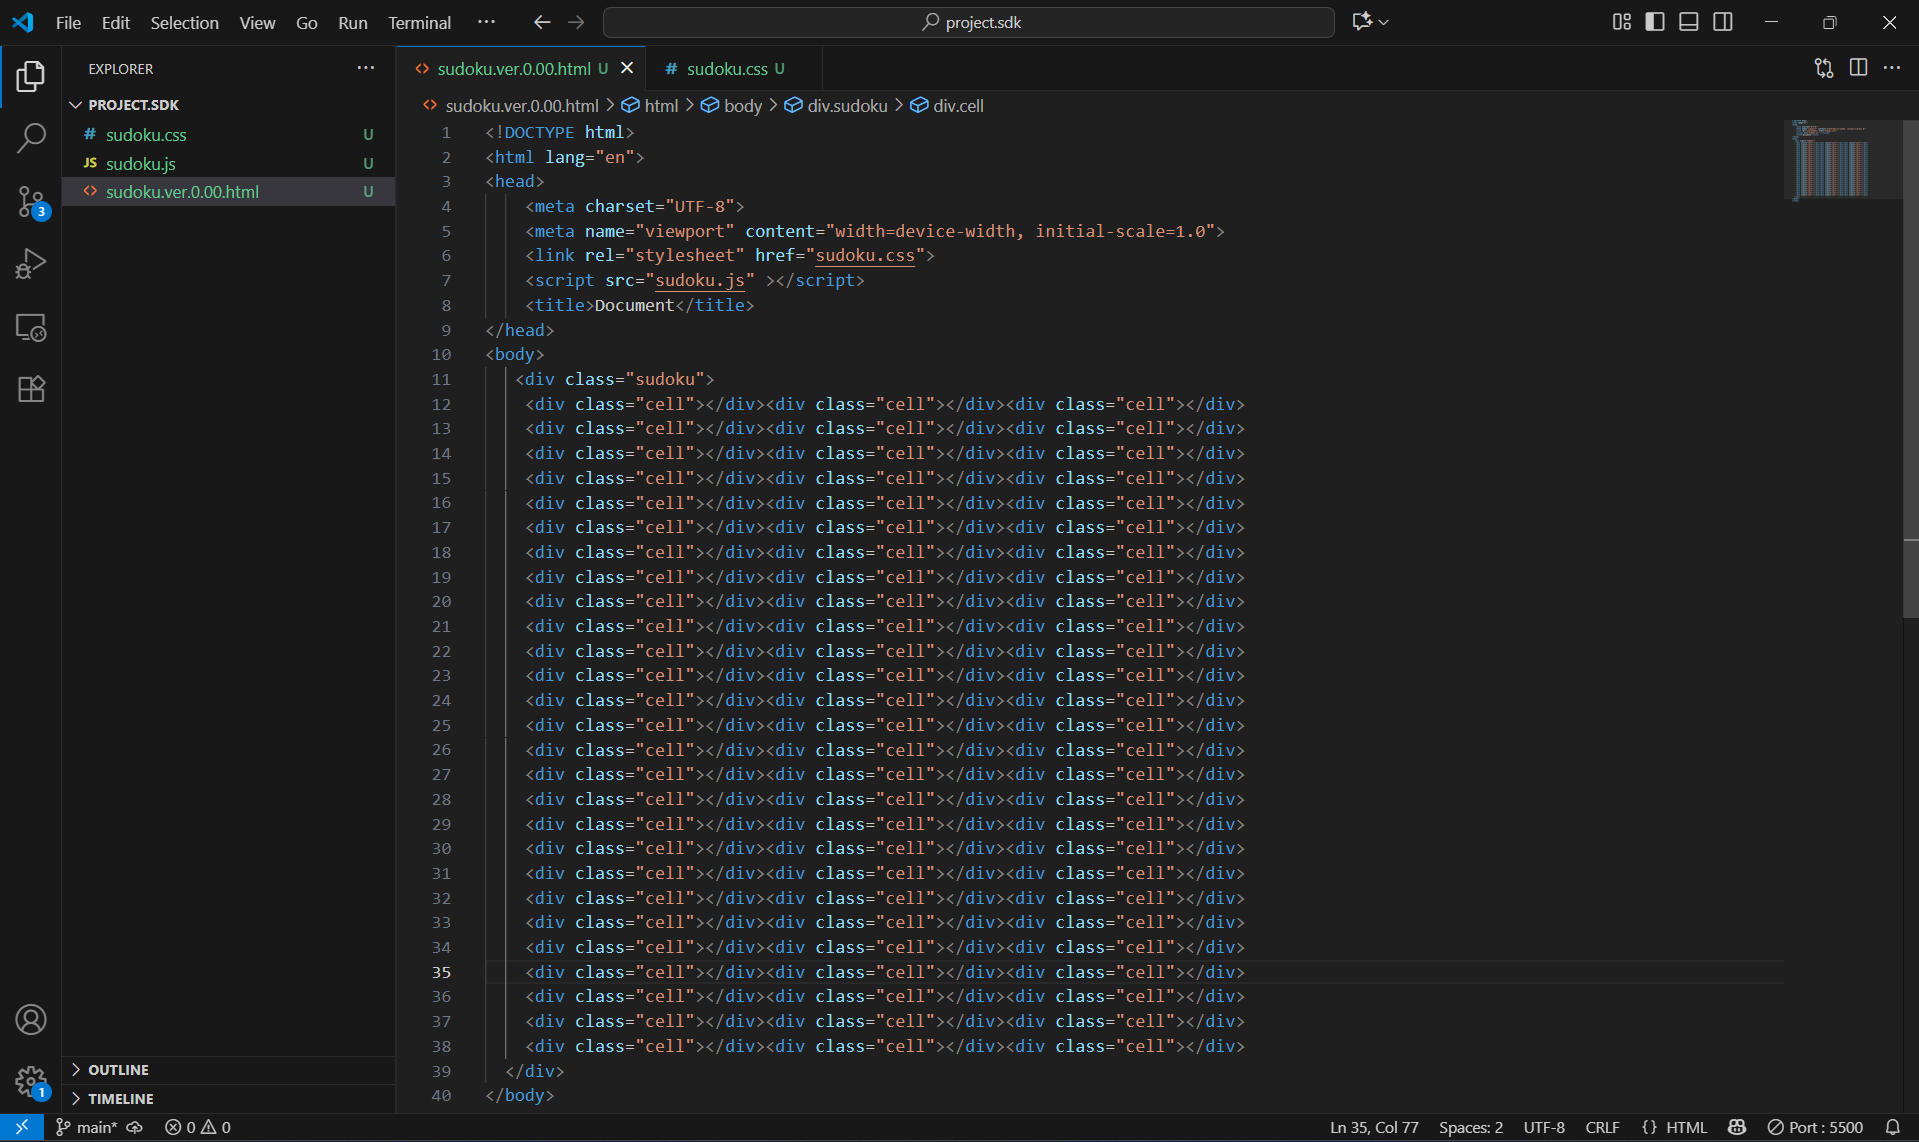 File Edit Selection View Go Run Terminal ··· project.sdk
EXPLORER ···
PROJECT.SDK
# sudoku.css U
JS sudoku.js U
<> sudoku.ver.0.00.html U
OUTLINE
TIMELINE
3
1
<> sudoku.ver.0.00.html U
# sudoku.css U
···
<> sudoku.ver.0.00.html > html > body > div.sudoku > div.cell
1 <!DOCTYPE html>
2 <html lang="en">
3 <head>
4 <meta charset="UTF-8">
5 <meta name="viewport" content="width=device-width, initial-scale=1.0">
6 <link rel="stylesheet" href="sudoku.css">
7 <script src="sudoku.js" ></script>
8 <title>Document</title>
9 </head>
10 <body>
11 <div class="sudoku">
12 <div class="cell"></div><div class="cell"></div><div class="cell"></div>
13 <div class="cell"></div><div class="cell"></div><div class="cell"></div>
14 <div class="cell"></div><div class="cell"></div><div class="cell"></div>
15 <div class="cell"></div><div class="cell"></div><div class="cell"></div>
16 <div class="cell"></div><div class="cell"></div><div class="cell"></div>
17 <div class="cell"></div><div class="cell"></div><div class="cell"></div>
18 <div class="cell"></div><div class="cell"></div><div class="cell"></div>
19 <div class="cell"></div><div class="cell"></div><div class="cell"></div>
20 <div class="cell"></div><div class="cell"></div><div class="cell"></div>
21 <div class="cell"></div><div class="cell"></div><div class="cell"></div>
22 <div class="cell"></div><div class="cell"></div><div class="cell"></div>
23 <div class="cell"></div><div class="cell"></div><div class="cell"></div>
24 <div class="cell"></div><div class="cell"></div><div class="cell"></div>
25 <div class="cell"></div><div class="cell"></div><div class="cell"></div>
26 <div class="cell"></div><div class="cell"></div><div class="cell"></div>
27 <div class="cell"></div><div class="cell"></div><div class="cell"></div>
28 <div class="cell"></div><div class="cell"></div><div class="cell"></div>
29 <div class="cell"></div><div class="cell"></div><div class="cell"></div>
30 <div class="cell"></div><div class="cell"></div><div class="cell"></div>
31 <div class="cell"></div><div class="cell"></div><div class="cell"></div>
32 <div class="cell"></div><div class="cell"></div><div class="cell"></div>
33 <div class="cell"></div><div class="cell"></div><div class="cell"></div>
34 <div class="cell"></div><div class="cell"></div><div class="cell"></div>
35 <div class="cell"></div><div class="cell"></div><div class="cell"></div>
36 <div class="cell"></div><div class="cell"></div><div class="cell"></div>
37 <div class="cell"></div><div class="cell"></div><div class="cell"></div>
38 <div class="cell"></div><div class="cell"></div><div class="cell"></div>
39 </div>
40 </body>
main* 0 0 Ln 35, Col 77 Spaces: 2 UTF-8 CRLF {} HTML Port : 5500